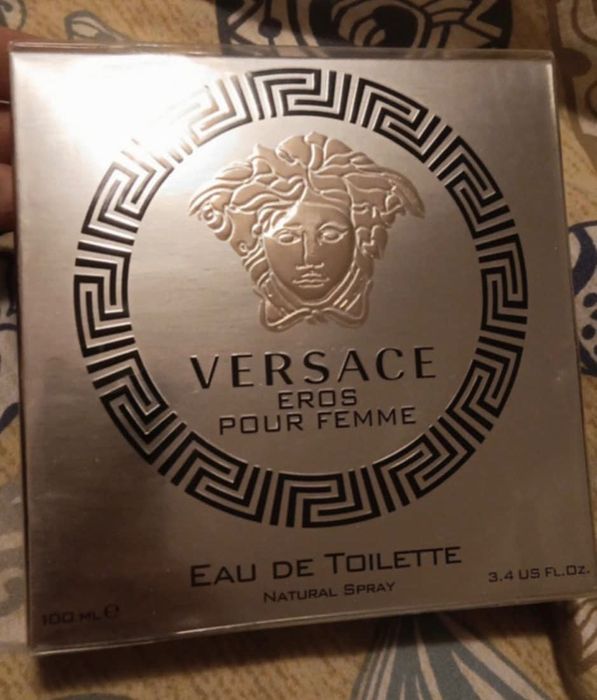 VERSACE
EROS
POUR FEMME
EAU DE TOILETTE
NATURAL SPRAY
100 ML ℮
3.4 US FL.OZ.